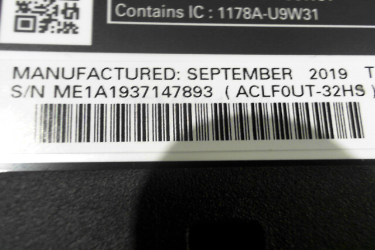 Contains IC : 1178A-U9W31
MANUFACTURED: SEPTEMBER 2019 T
S/N ME1A1937147893 ( ACLF0UT-32HS )